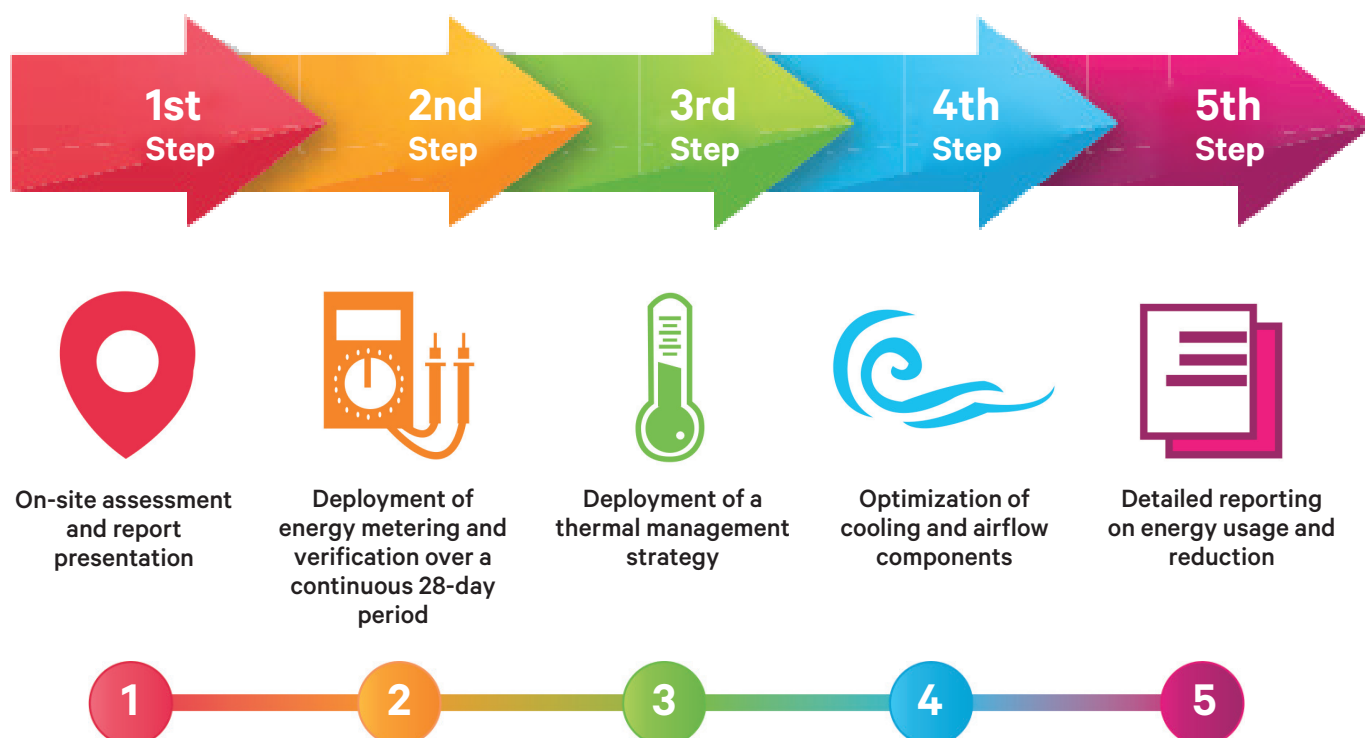 1st
Step
2nd
Step
3rd
Step
4th
Step
5th
Step
On-site assessment
and report
presentation
Deployment of
energy metering and
verification over a
continuous 28-day
period
Deployment of a
thermal management
strategy
Optimization of
cooling and airflow
components
Detailed reporting
on energy usage and
reduction
1
2
3
4
5